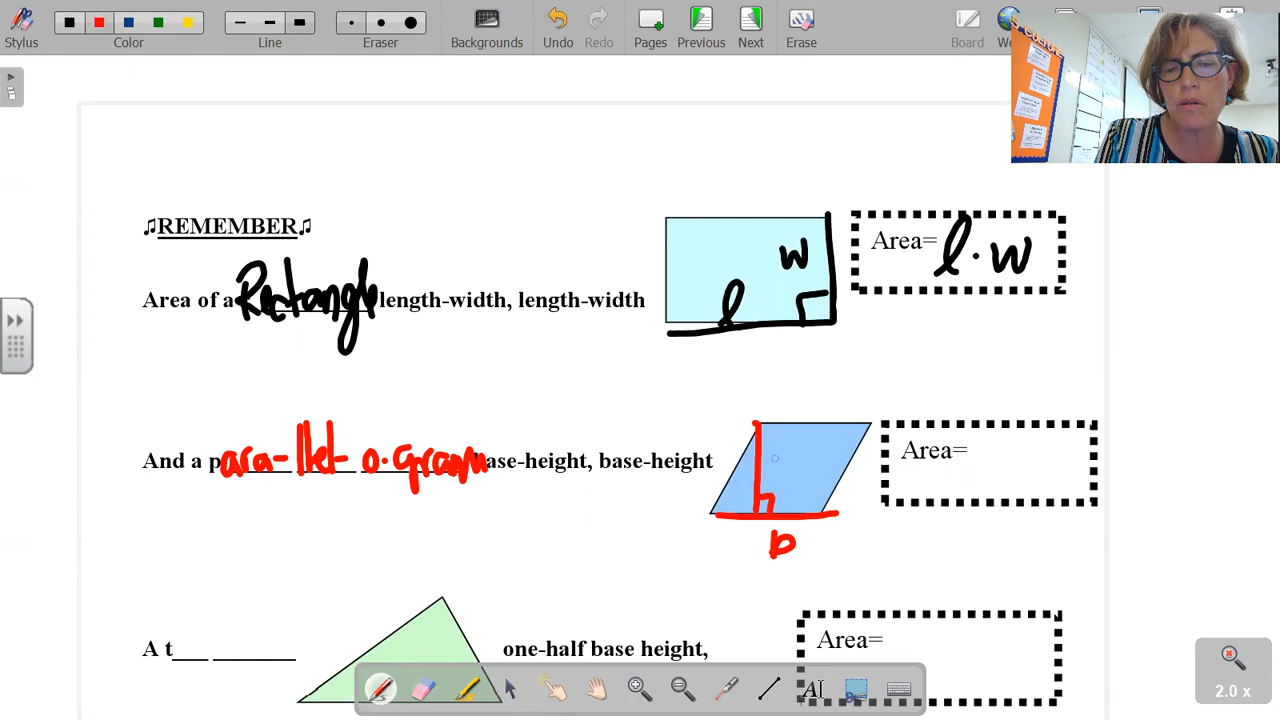 Stylus Color Line Eraser Backgrounds Undo Redo Pages Previous Next Erase Board
♫REMEMBER♫
Area of a Rectangle length-width, length-width
w
l
Area= l · w
And a para-llel-o·gram base-height, base-height
b
Area=
A t___ _______ one-half base height,
Area=
2.0 x